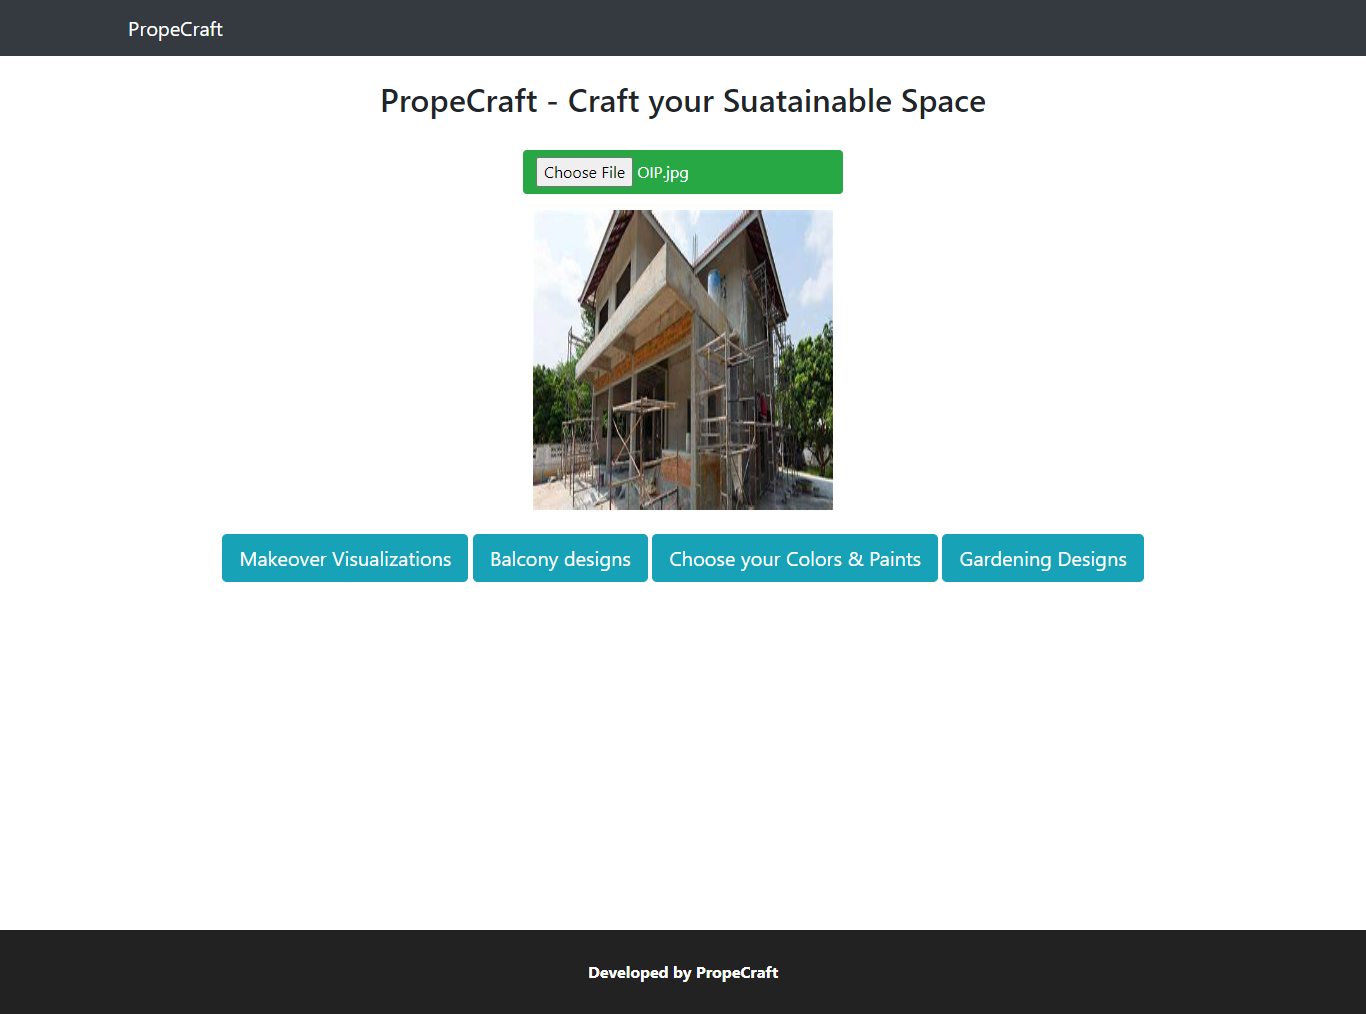 PropeCraft
PropeCraft - Craft your Suatainable Space
Choose File OIP.jpg
Makeover Visualizations Balcony designs Choose your Colors & Paints Gardening Designs
Developed by PropeCraft